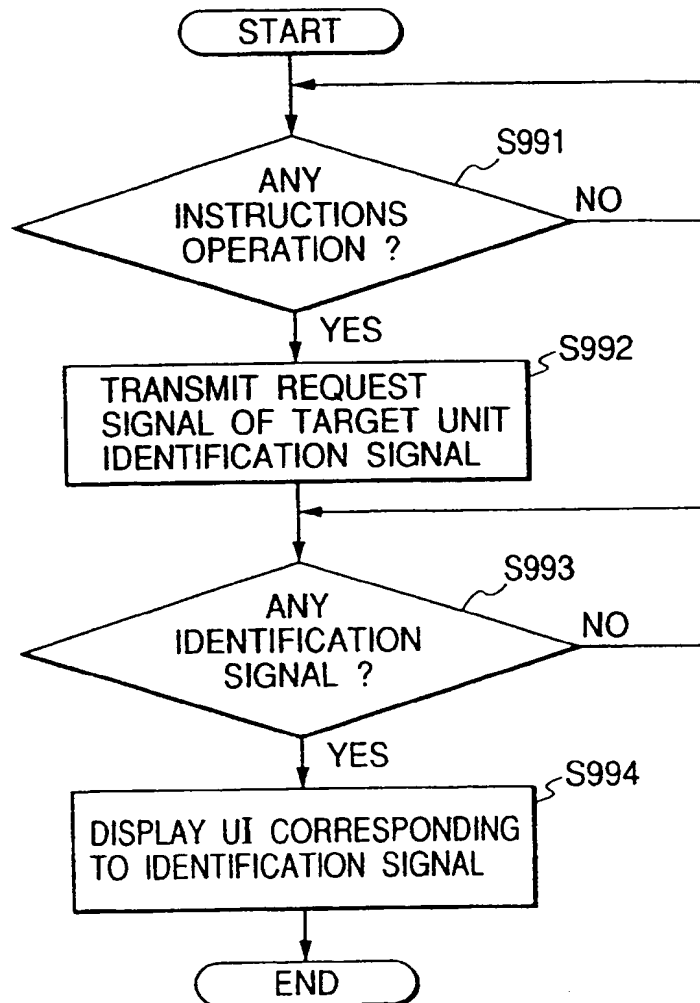 START
S991
ANY
INSTRUCTIONS
OPERATION ?
NO
YES
S992
TRANSMIT REQUEST
SIGNAL OF TARGET UNIT
IDENTIFICATION SIGNAL
S993
ANY
IDENTIFICATION
SIGNAL ?
NO
YES
S994
DISPLAY UI CORRESPONDING
TO IDENTIFICATION SIGNAL
END